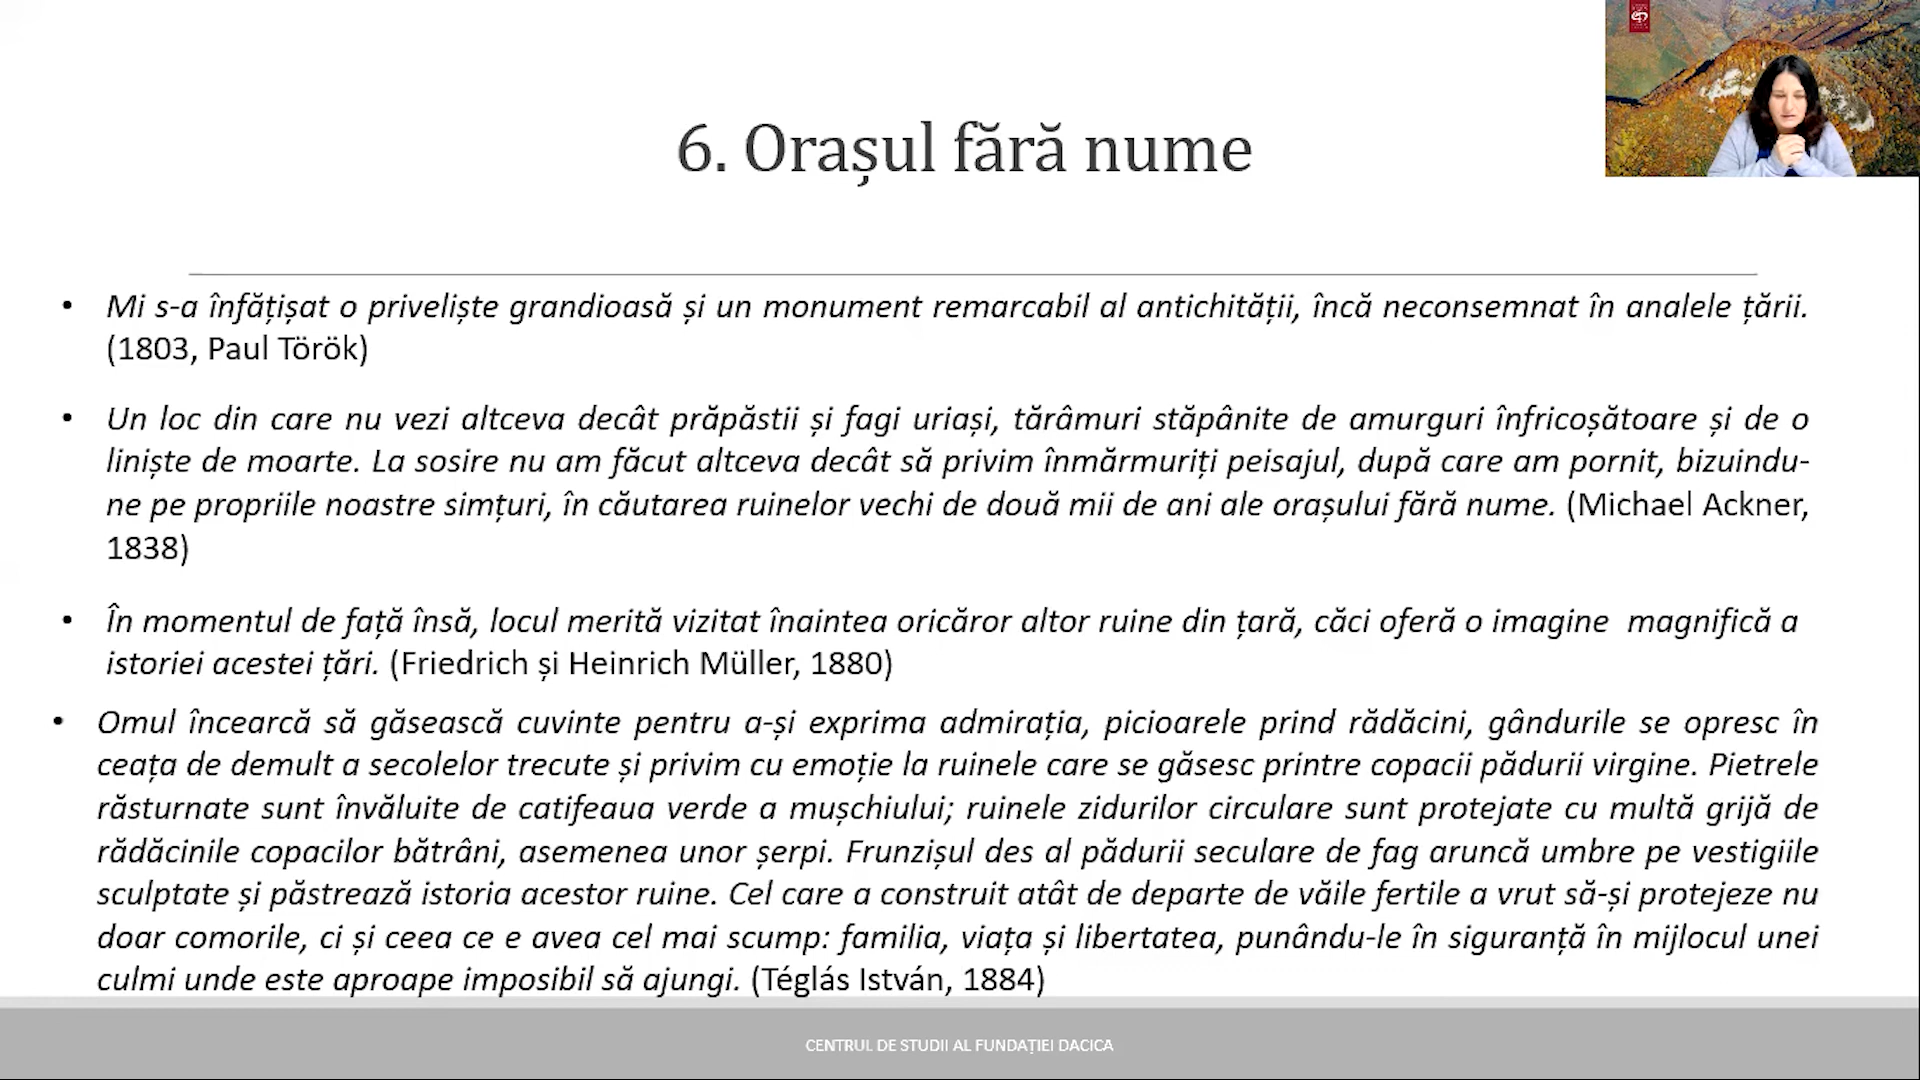 6. Orașul fără nume
• Mi s-a înfățișat o priveliște grandioasă și un monument remarcabil al antichității, încă neconsemnat în analele țării.
(1803, Paul Török)
• Un loc din care nu vezi altceva decât prăpăstii și fagi uriași, tărâmuri stăpânite de amurguri înfricoșătoare și de o
liniște de moarte. La sosire nu am făcut altceva decât să privim înmărmuriți peisajul, după care am pornit, bizuindu-
ne pe propriile noastre simțuri, în căutarea ruinelor vechi de două mii de ani ale orașului fără nume. (Michael Ackner,
1838)
• În momentul de față însă, locul merită vizitat înaintea oricăror altor ruine din țară, căci oferă o imagine  magnifică a
istoriei acestei țări. (Friedrich și Heinrich Müller, 1880)
• Omul încearcă să găsească cuvinte pentru a-și exprima admirația, picioarele prind rădăcini, gândurile se opresc în
ceața de demult a secolelor trecute și privim cu emoție la ruinele care se găsesc printre copacii pădurii virgine. Pietrele
răsturnate sunt învăluite de catifeaua verde a mușchiului; ruinele zidurilor circulare sunt protejate cu multă grijă de
rădăcinile copacilor bătrâni, asemenea unor șerpi. Frunzișul des al pădurii seculare de fag aruncă umbre pe vestigiile
sculptate și păstrează istoria acestor ruine. Cel care a construit atât de departe de văile fertile a vrut să-și protejeze nu
doar comorile, ci și ceea ce e avea cel mai scump: familia, viața și libertatea, punându-le în siguranță în mijlocul unei
culmi unde este aproape imposibil să ajungi. (Téglás István, 1884)
CENTRUL DE STUDII AL FUNDAȚIEI DACICA